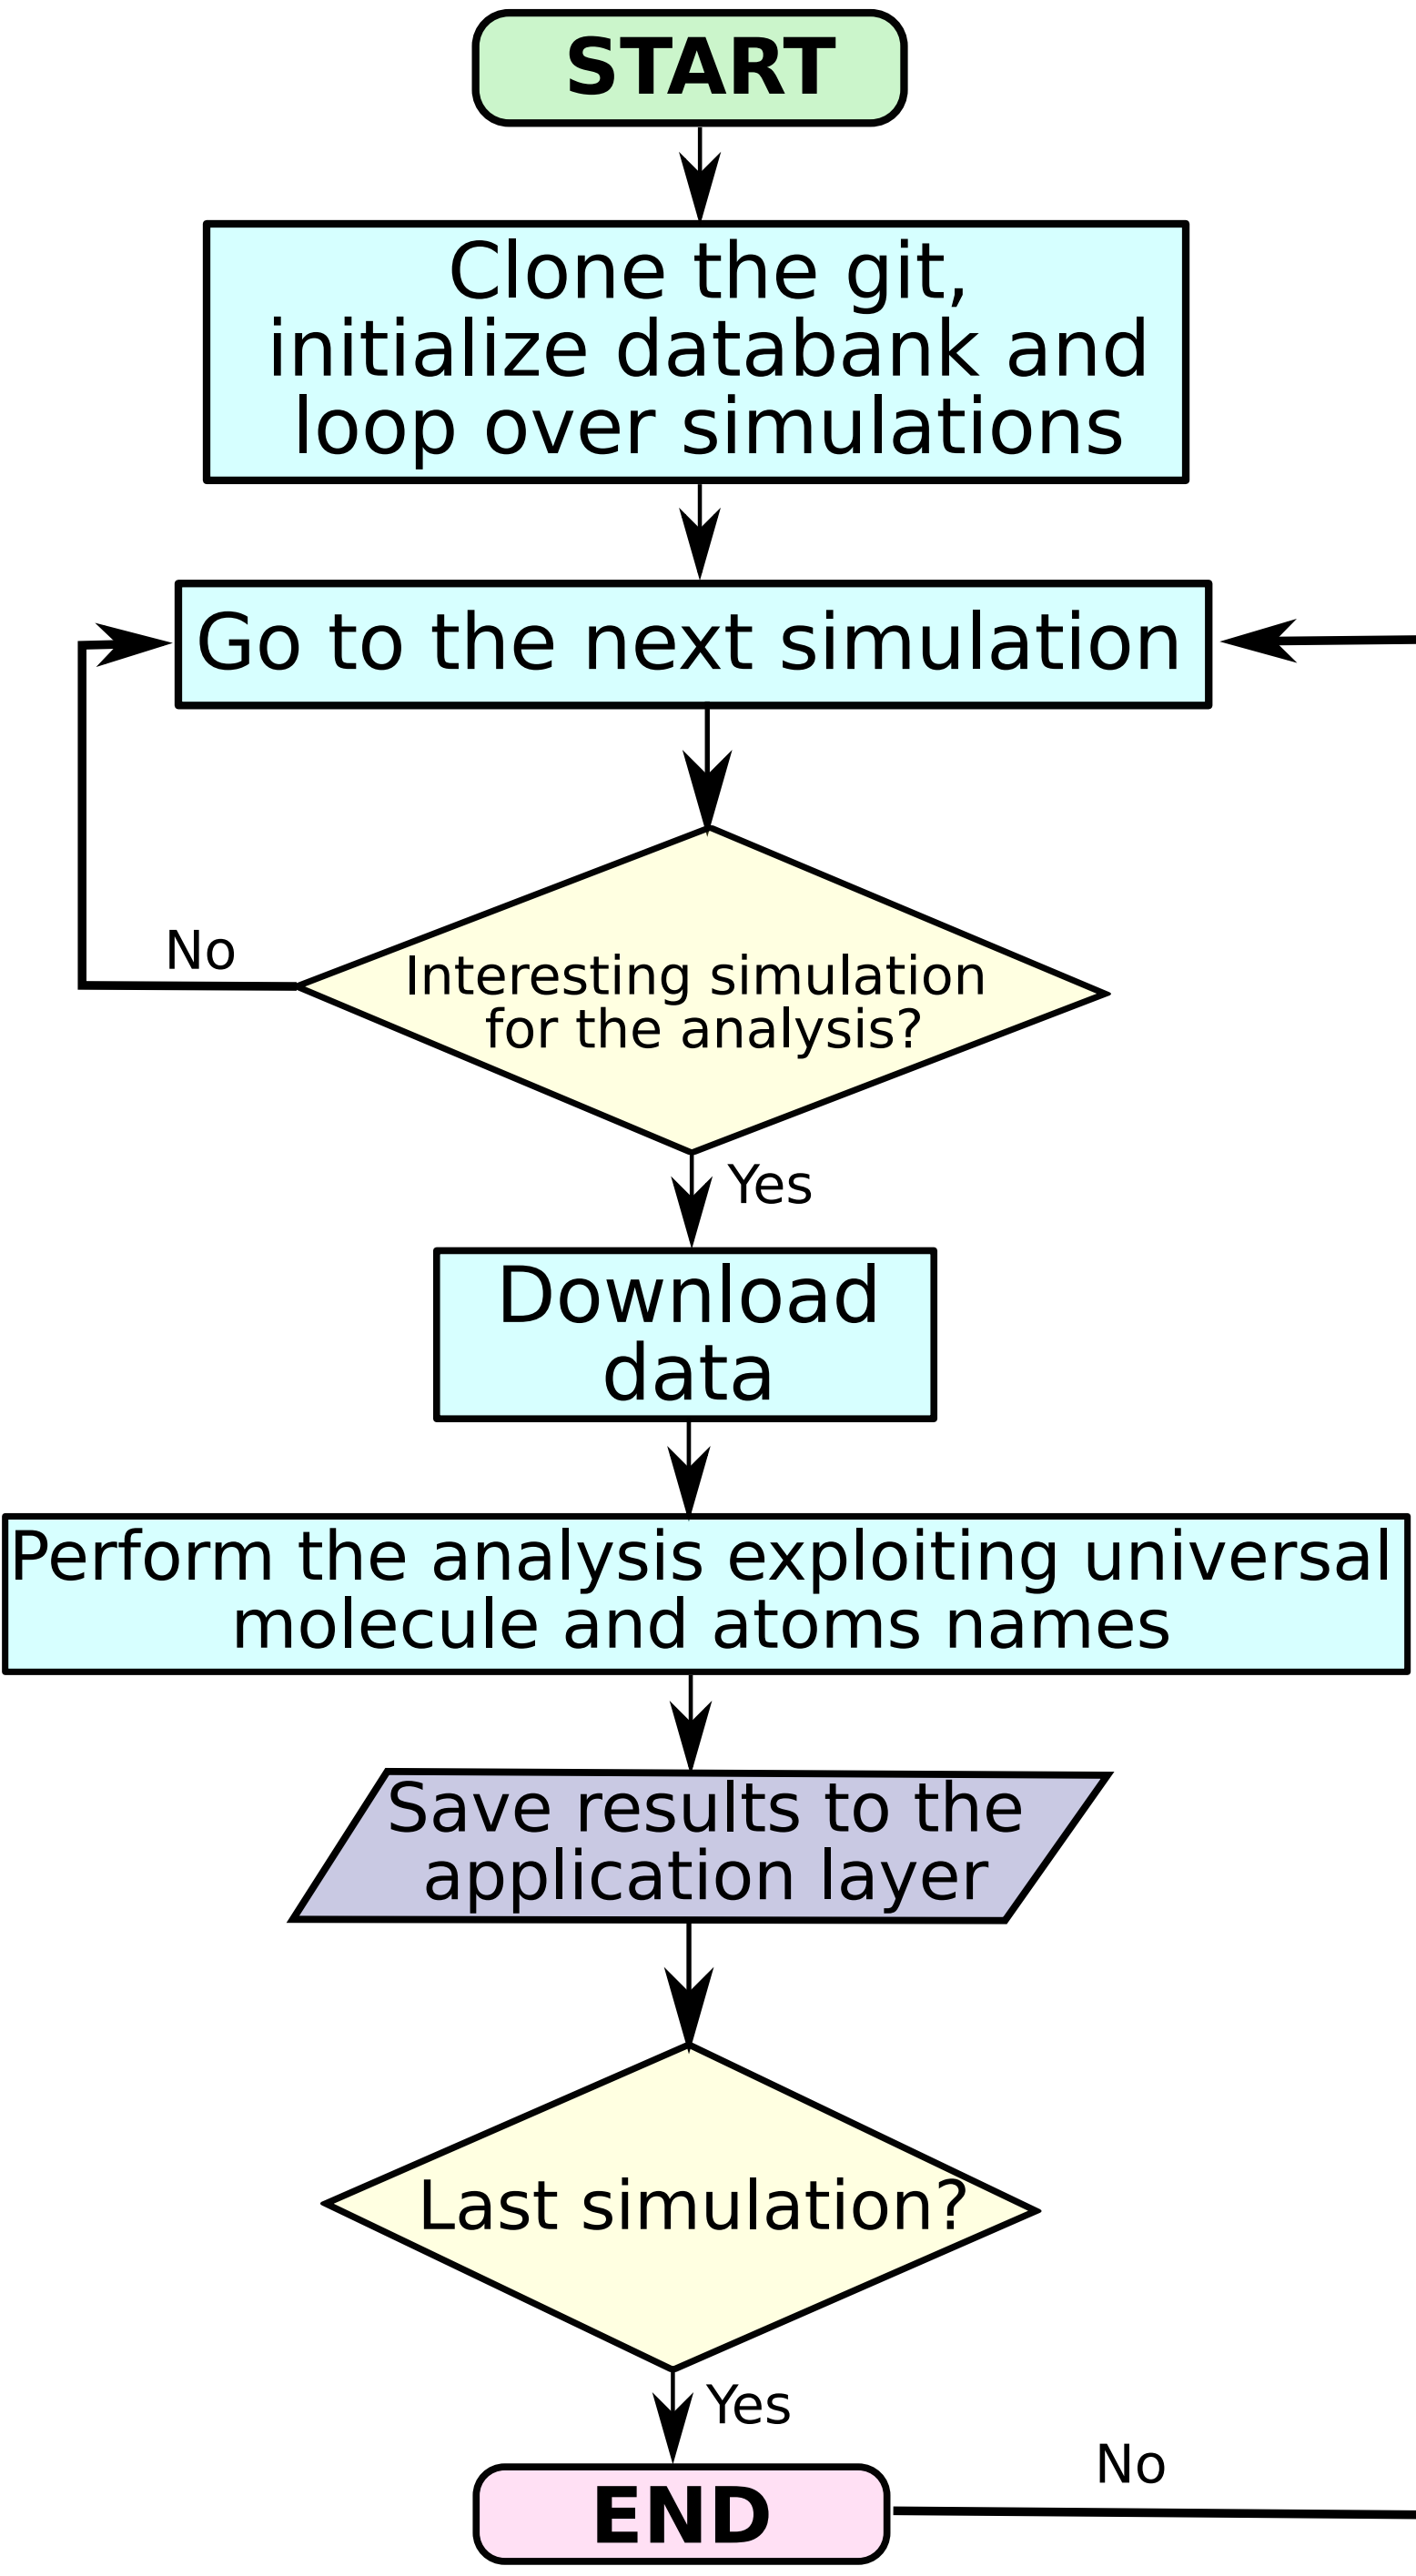 START
Clone the git,
initialize databank and
loop over simulations
Go to the next simulation
No
Interesting simulation
for the analysis?
Yes
Download
data
Perform the analysis exploiting universal
molecule and atoms names
Save results to the
application layer
Last simulation?
Yes
No
END